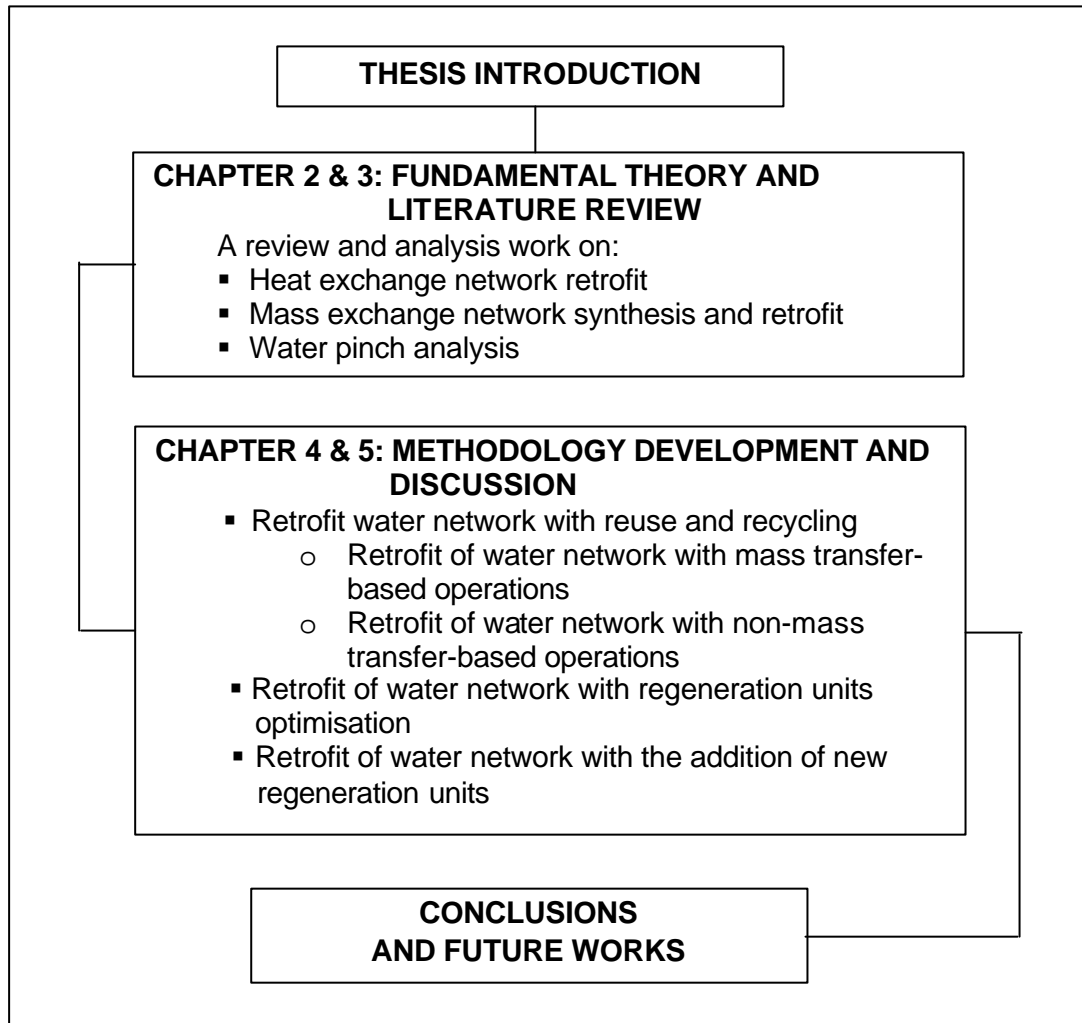 THESIS INTRODUCTION
CHAPTER 2 & 3: FUNDAMENTAL THEORY AND
LITERATURE REVIEW
A review and analysis work on:
▪ Heat exchange network retrofit
▪ Mass exchange network synthesis and retrofit
▪ Water pinch analysis
CHAPTER 4 & 5: METHODOLOGY DEVELOPMENT AND
DISCUSSION
▪ Retrofit water network with reuse and recycling
o Retrofit of water network with mass transfer-
based operations
o Retrofit of water network with non-mass
transfer-based operations
▪ Retrofit of water network with regeneration units
optimisation
▪ Retrofit of water network with the addition of new
regeneration units
CONCLUSIONS
AND FUTURE WORKS